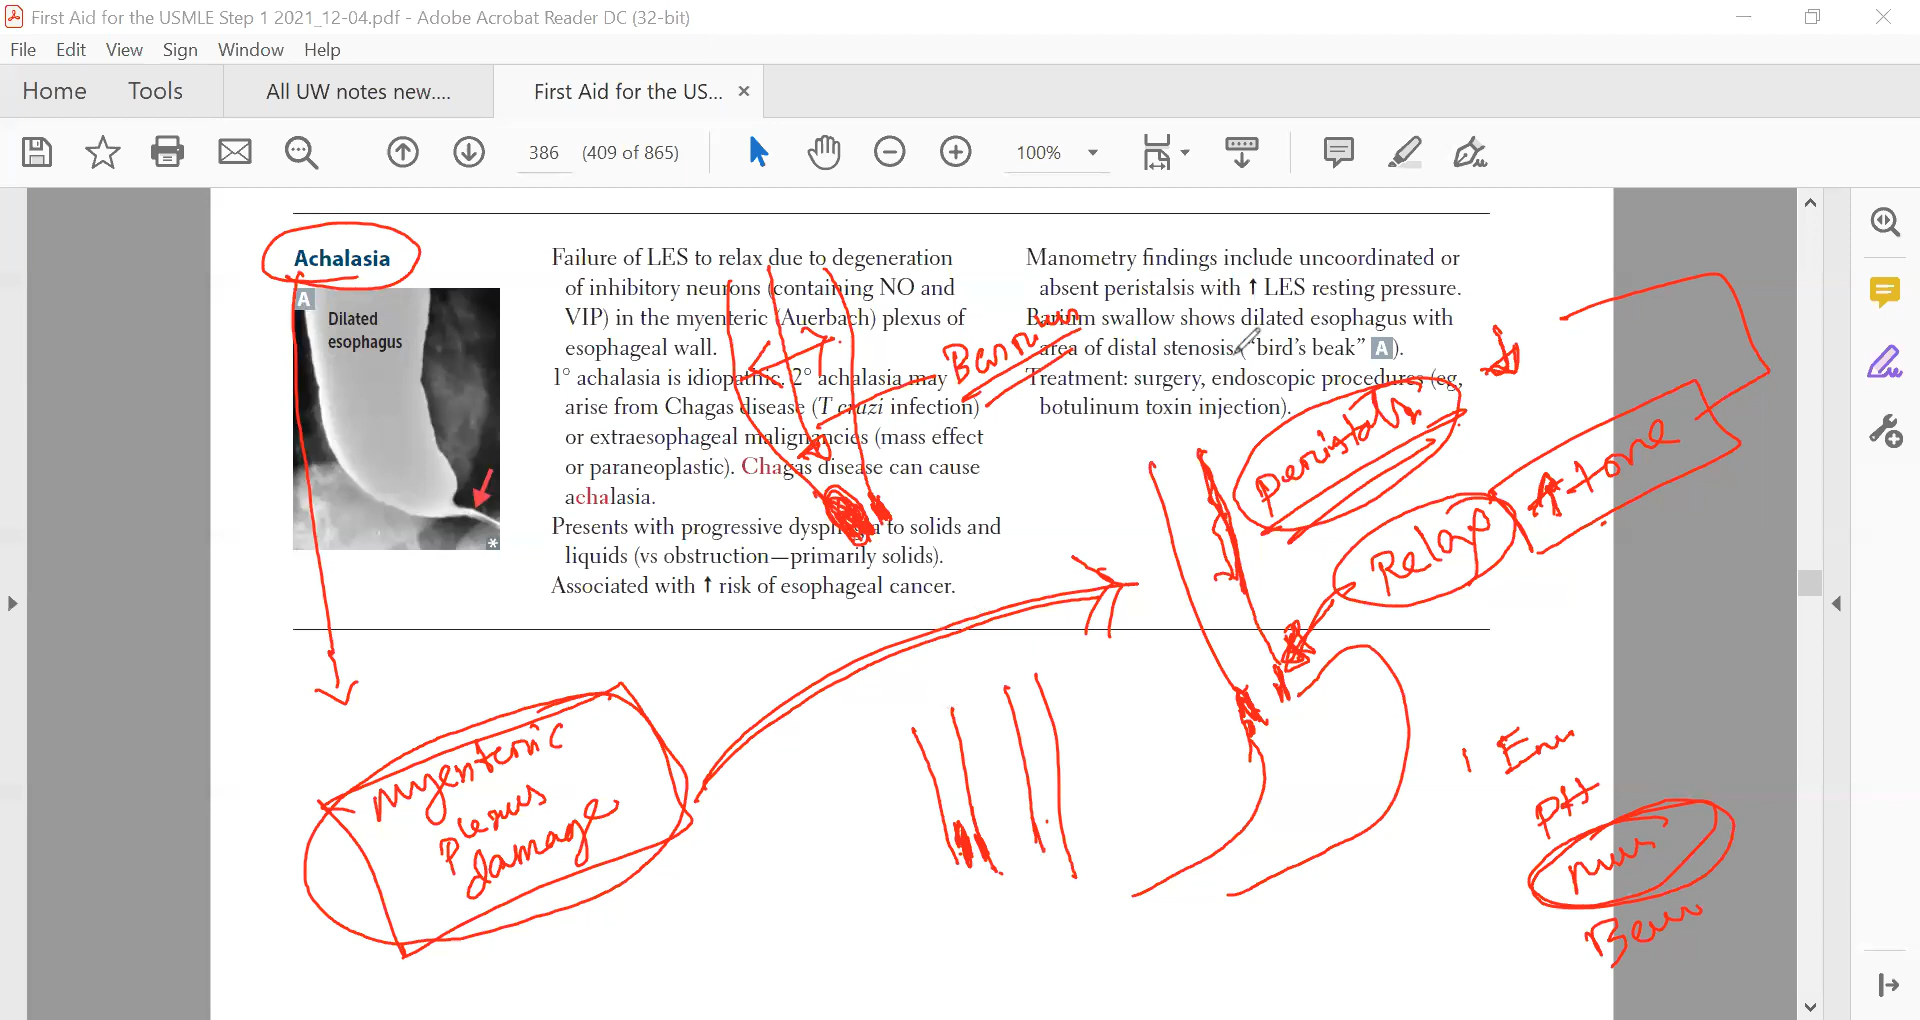 First Aid for the USMLE Step 1 2021_12-04.pdf - Adobe Acrobat Reader DC (32-bit)
File Edit View Sign Window Help
Home Tools All UW notes new.... First Aid for the US... ×
386 (409 of 865) 100%
Achalasia
A
Dilated
esophagus
*
Failure of LES to relax due to degeneration
of inhibitory neurons (containing NO and
VIP) in the myenteric (Auerbach) plexus of
esophageal wall.
1° achalasia is idiopathic. 2° achalasia may
arise from Chagas disease (T cruzi infection)
or extraesophageal malignancies (mass effect
or paraneoplastic). Chagas disease can cause
achalasia.
Presents with progressive dysphagia to solids and
liquids (vs obstruction—primarily solids).
Associated with ↑ risk of esophageal cancer.
Manometry findings include uncoordinated or
absent peristalsis with ↑ LES resting pressure.
Barium swallow shows dilated esophagus with
area of distal stenosis (“bird’s beak” A).
Treatment: surgery, endoscopic procedures (eg,
botulinum toxin injection).
Barium
peristals
Relax
↑ tone
myenteric
plexus
damage